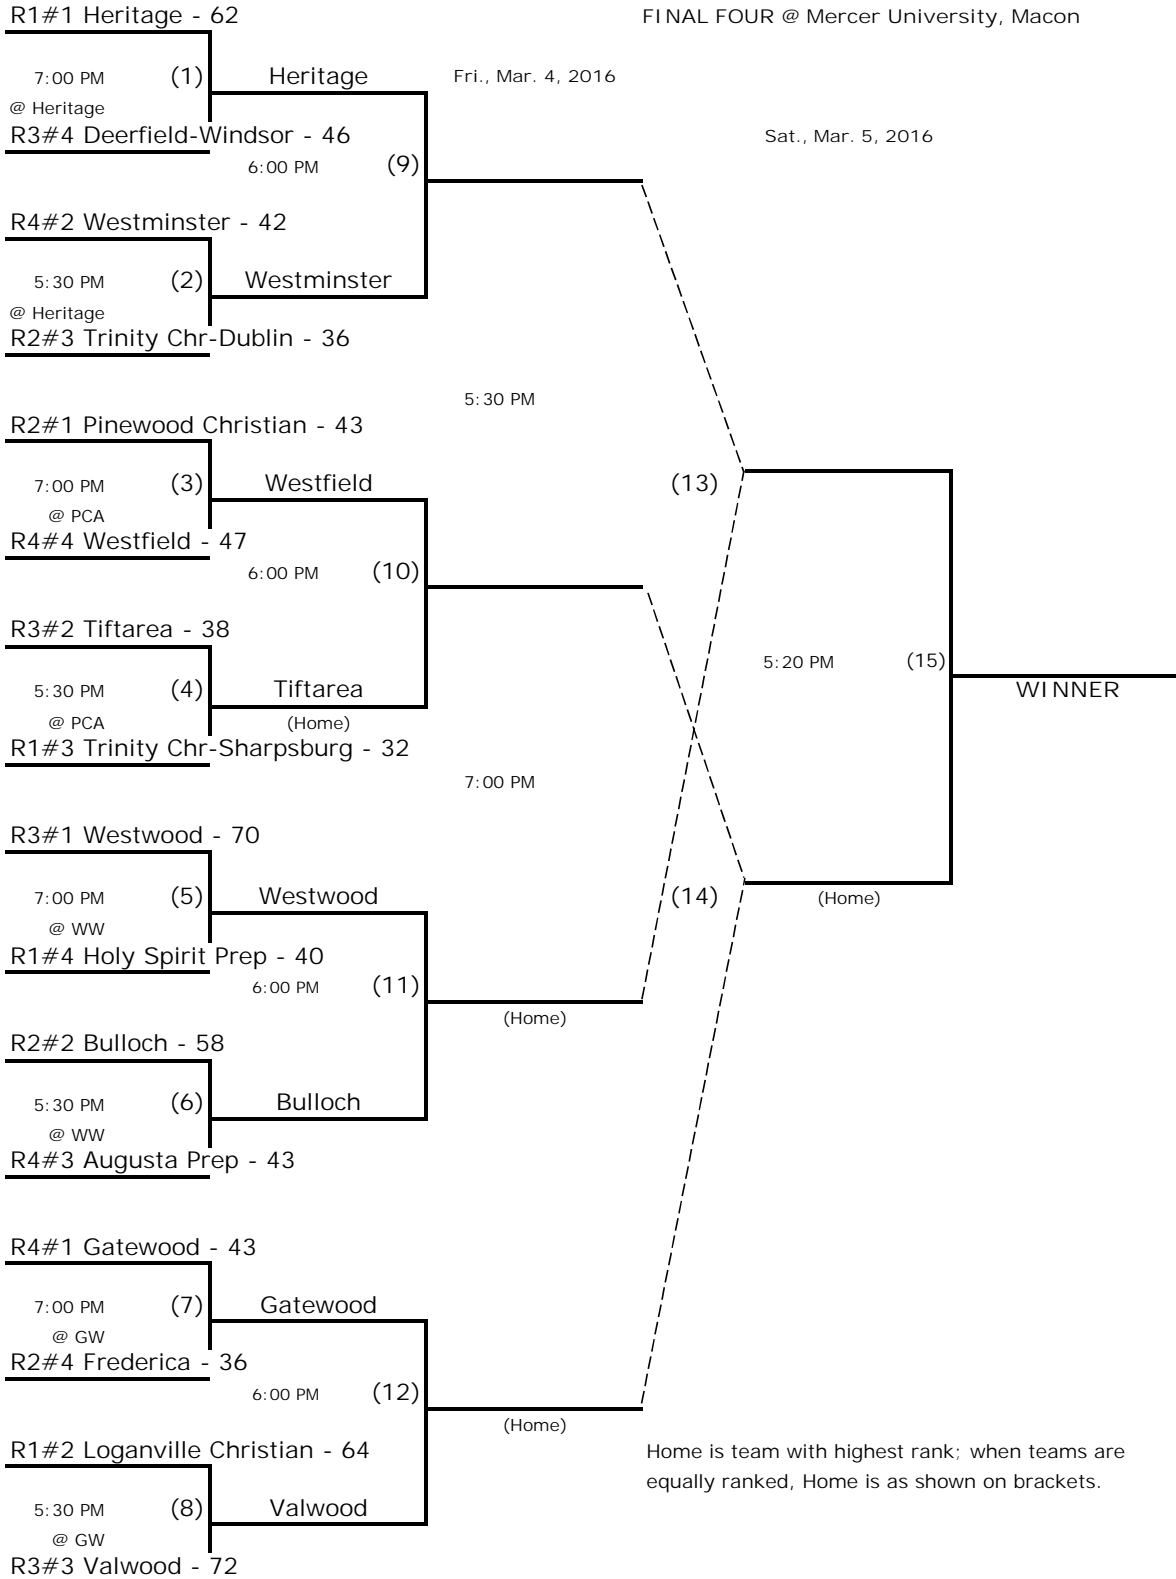 R1#1 Heritage - 62
FINAL FOUR @ Mercer University, Macon
7:00 PM (1) Heritage
Fri., Mar. 4, 2016
@ Heritage
R3#4 Deerfield-Windsor - 46
Sat., Mar. 5, 2016
6:00 PM (9)
R4#2 Westminster - 42
5:30 PM (2) Westminster
@ Heritage
R2#3 Trinity Chr-Dublin - 36
5:30 PM
R2#1 Pinewood Christian - 43
7:00 PM (3) Westfield
(13)
@ PCA
R4#4 Westfield - 47
6:00 PM (10)
R3#2 Tiftarea - 38
5:20 PM (15)
5:30 PM (4) Tiftarea
WINNER
@ PCA (Home)
R1#3 Trinity Chr-Sharpsburg - 32
7:00 PM
R3#1 Westwood - 70
7:00 PM (5) Westwood
(14)
(Home)
@ WW
R1#4 Holy Spirit Prep - 40
6:00 PM (11)
(Home)
R2#2 Bulloch - 58
5:30 PM (6) Bulloch
@ WW
R4#3 Augusta Prep - 43
R4#1 Gatewood - 43
7:00 PM (7) Gatewood
@ GW
R2#4 Frederica - 36
6:00 PM (12)
(Home)
R1#2 Loganville Christian - 64
Home is team with highest rank; when teams are
equally ranked, Home is as shown on brackets.
5:30 PM (8) Valwood
@ GW
R3#3 Valwood - 72